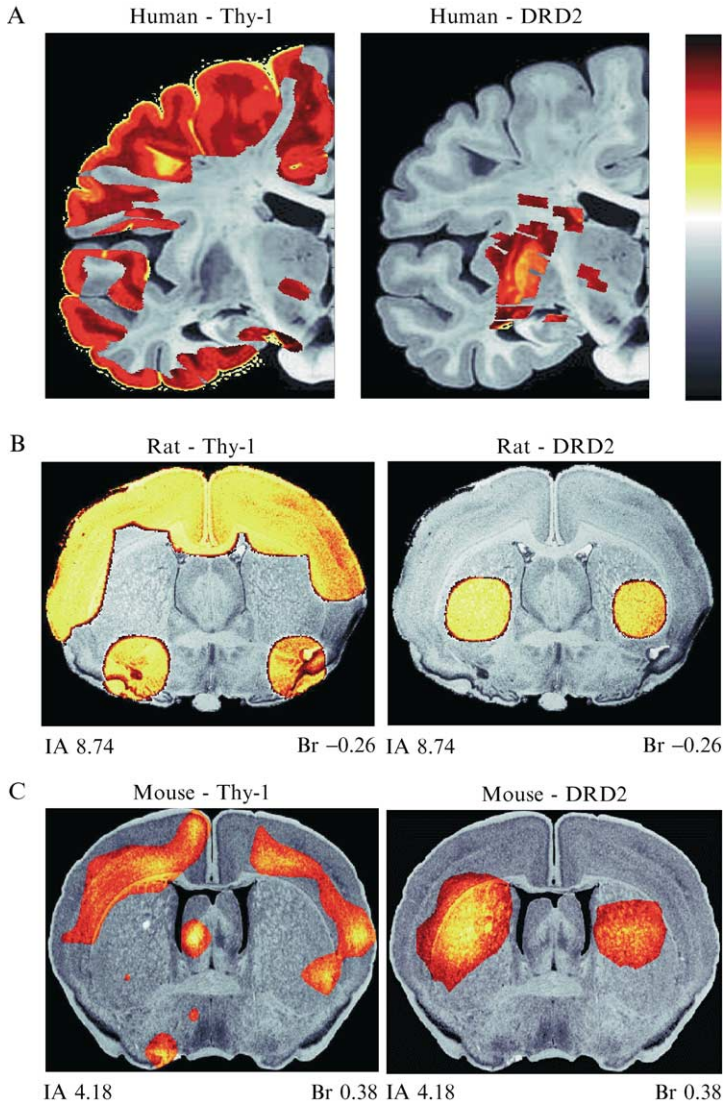 A
Human - Thy-1
Human - DRD2
B
Rat - Thy-1
Rat - DRD2
IA 8.74
Br −0.26
IA 8.74
Br −0.26
C
Mouse - Thy-1
Mouse - DRD2
IA 4.18
Br 0.38
IA 4.18
Br 0.38